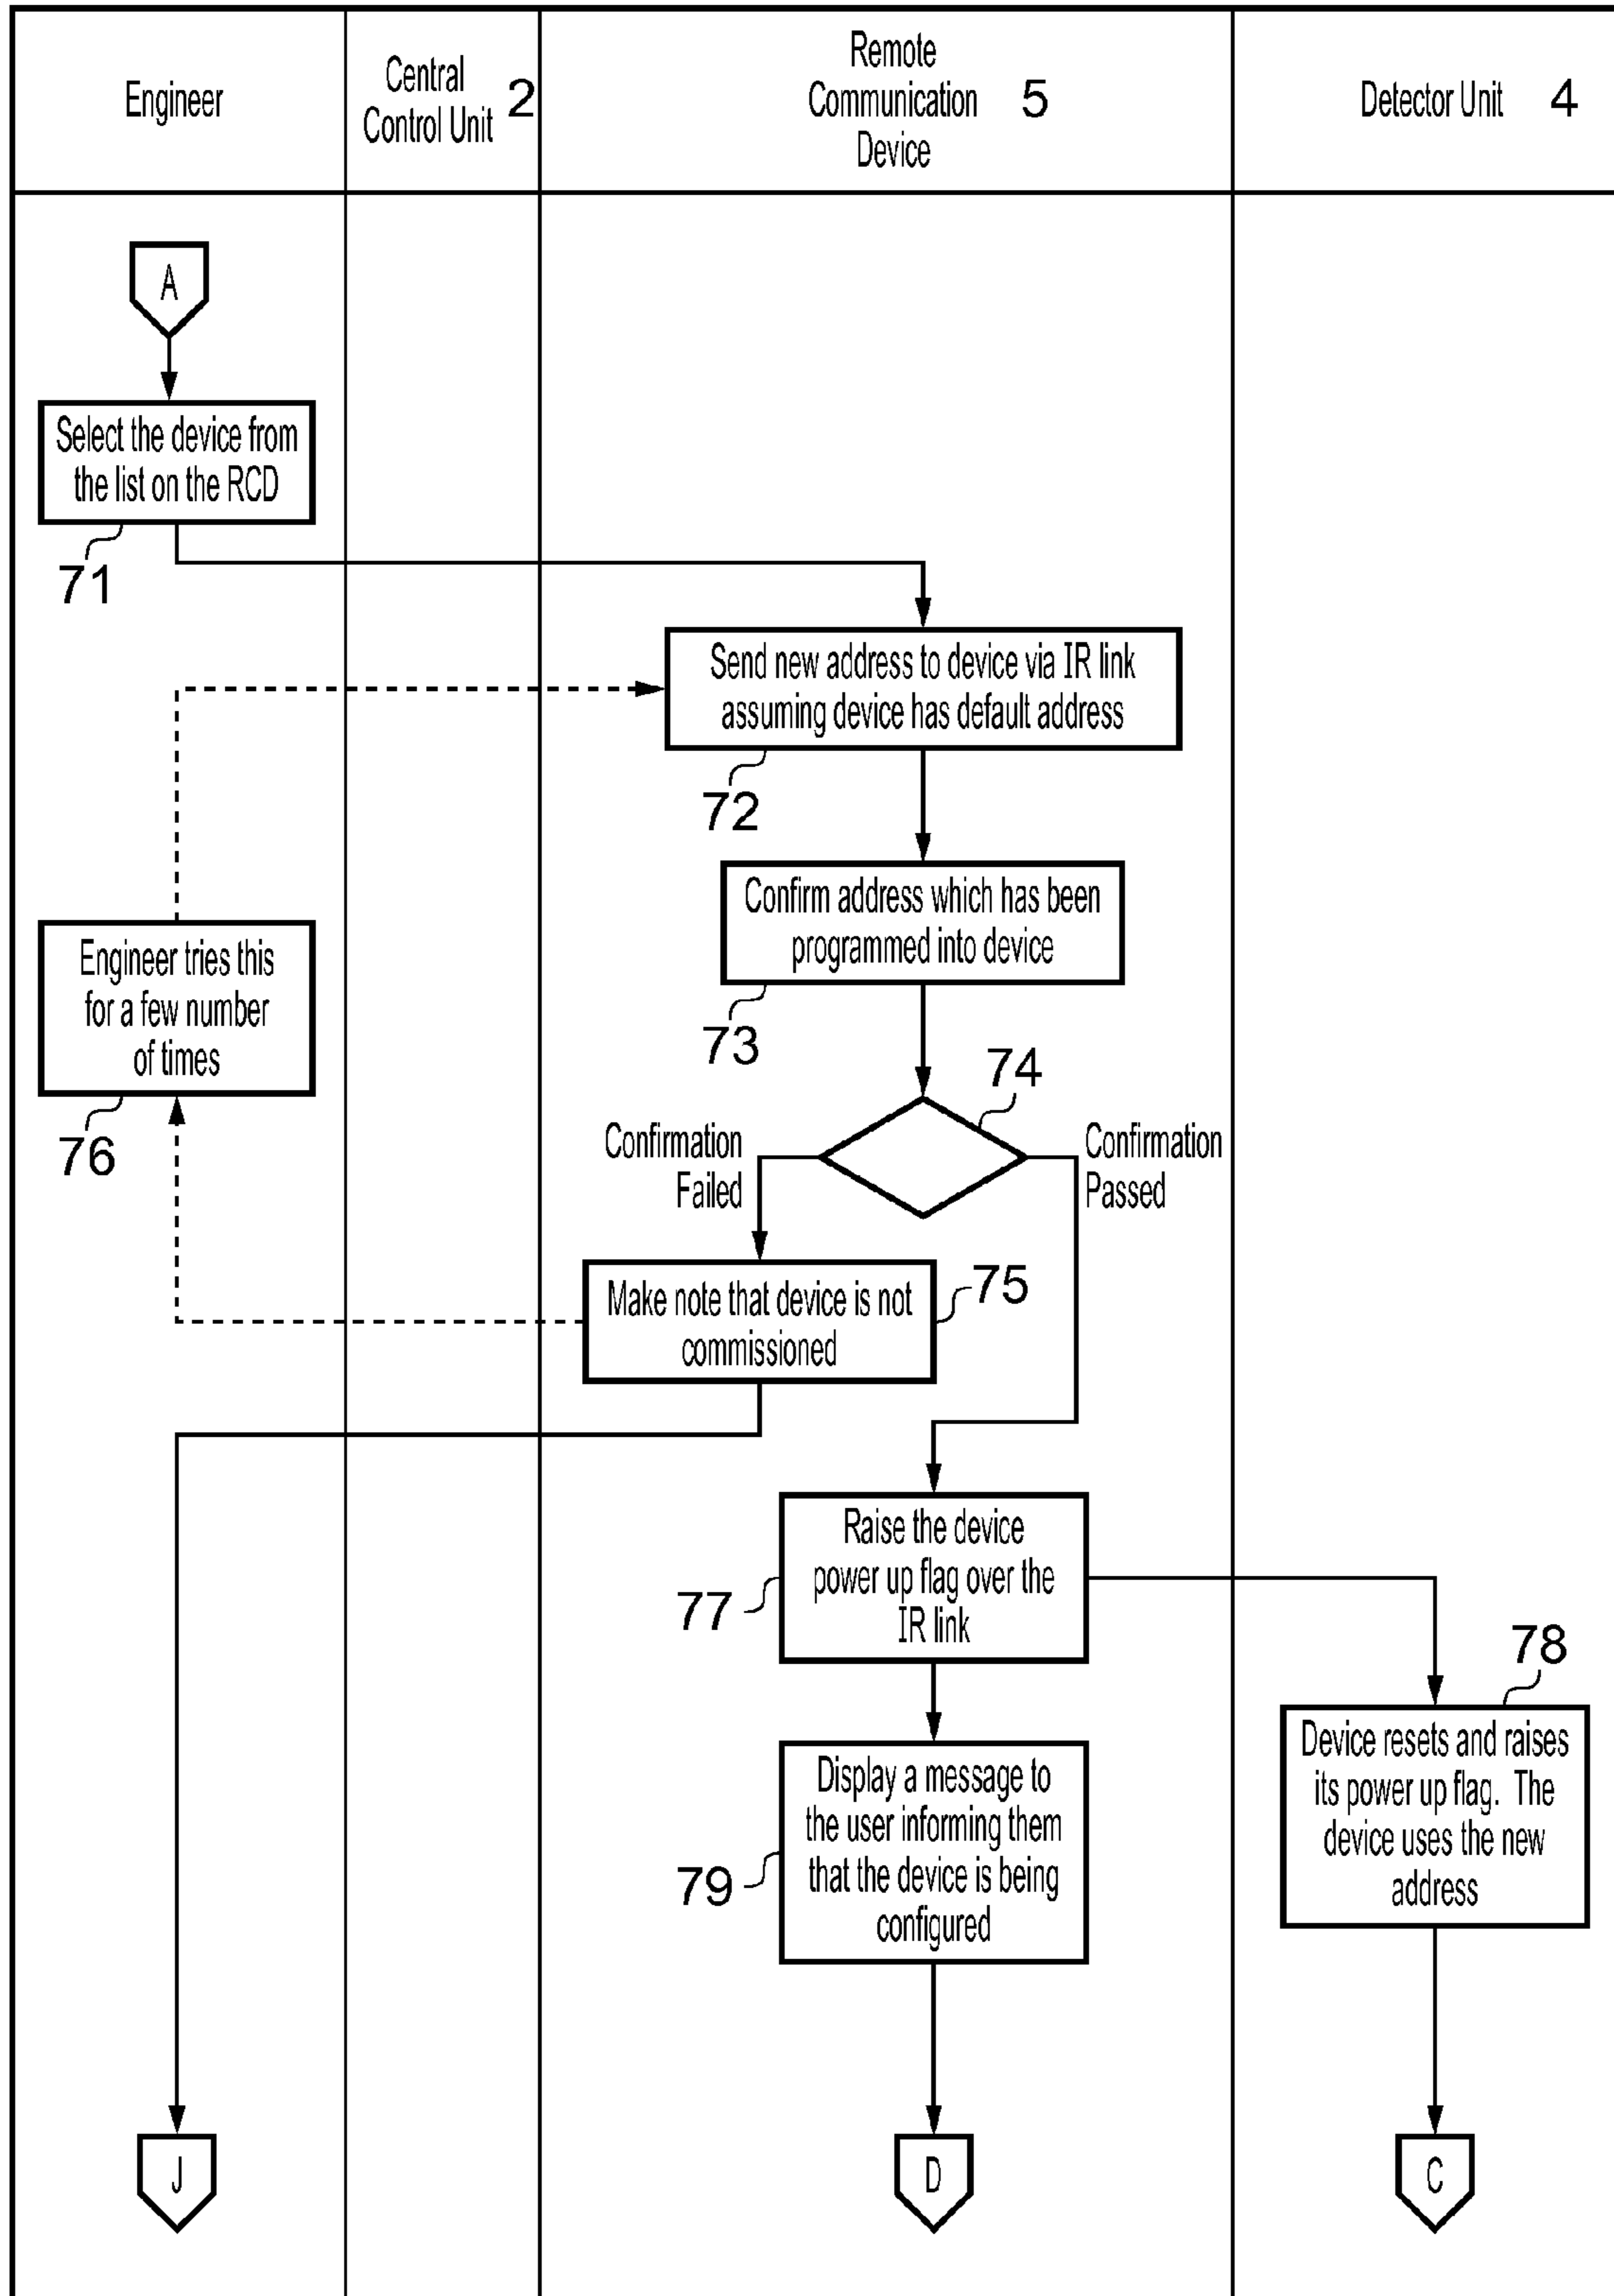 Engineer
Central
Control Unit 2
Remote
Communication 5
Device
Detector Unit 4
A
Select the device from
the list on the RCD
71
Send new address to device via IR link
assuming device has default address
72
Confirm address which has been
programmed into device
73
Engineer tries this
for a few number
of times
76
74
Confirmation
Failed
Confirmation
Passed
Make note that device is not
commissioned
75
Raise the device
power up flag over the
IR link
77
78
Device resets and raises
its power up flag. The
device uses the new
address
Display a message to
the user informing them
that the device is being
configured
79
J
D
C